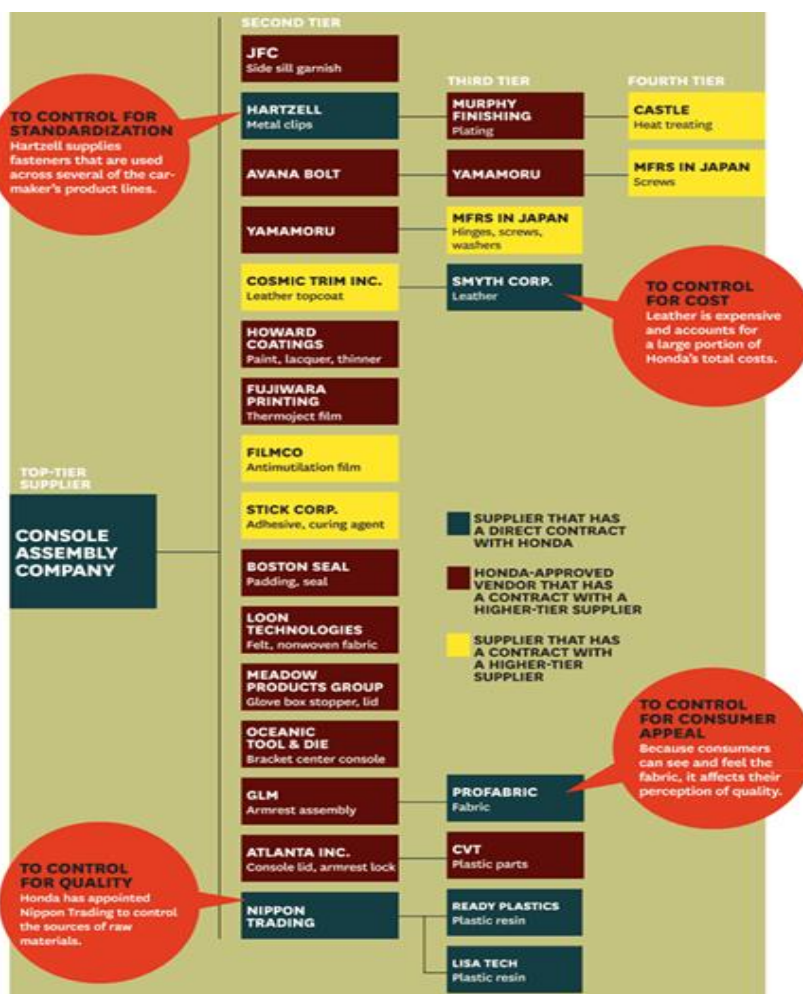 SECOND TIER
JFC
Side sill garnish
THIRD TIER
FOURTH TIER
TO CONTROL FOR
STANDARDIZATION
Hartzell supplies
fasteners that are used
across several of the car-
maker's product lines.
HARTZELL
Metal clips
MURPHY
FINISHING
Plating
CASTLE
Heat treating
AVANA BOLT
YAMAMORU
MFRS IN JAPAN
Screws
YAMAMORU
MFRS IN JAPAN
Hinges, screws,
washers
COSMIC TRIM INC.
Leather topcoat
SMYTH CORP.
Leather
TO CONTROL
FOR COST
Leather is expensive
and accounts for
a large portion of
Honda's total costs.
HOWARD
COATINGS
Paint, lacquer, thinner
FUJIWARA
PRINTING
Thermoject film
FILMCO
Antimutilation film
TOP-TIER
SUPPLIER
CONSOLE
ASSEMBLY
COMPANY
STICK CORP.
Adhesive, curing agent
SUPPLIER THAT HAS
A DIRECT CONTRACT
WITH HONDA
BOSTON SEAL
Padding, seal
HONDA-APPROVED
VENDOR THAT HAS
A CONTRACT WITH A
HIGHER-TIER SUPPLIER
LOON
TECHNOLOGIES
Felt, nonwoven fabric
SUPPLIER THAT HAS
A CONTRACT WITH
A HIGHER-TIER
SUPPLIER
MEADOW
PRODUCTS GROUP
Glove box stopper, lid
OCEANIC
TOOL & DIE
Bracket center console
TO CONTROL
FOR CONSUMER
APPEAL
Because consumers
can see and feel the
fabric, it affects their
perception of quality.
GLM
Armrest assembly
PROFABRIC
Fabric
ATLANTA INC.
Console lid, armrest lock
CVT
Plastic parts
TO CONTROL
FOR QUALITY
Honda has appointed
Nippon Trading to control
the sources of raw
materials.
NIPPON
TRADING
READY PLASTICS
Plastic resin
LISA TECH
Plastic resin